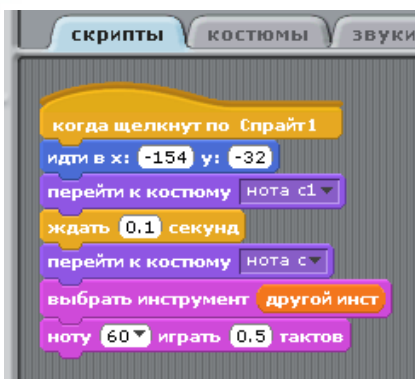 скрипты костюмы звуки
когда щелкнут по Спрайт1
идти в x: -154 y: -32
перейти к костюму нота c1
ждать 0.1 секунд
перейти к костюму нота c
выбрать инструмент другой инст
ноту 60 играть 0.5 тактов